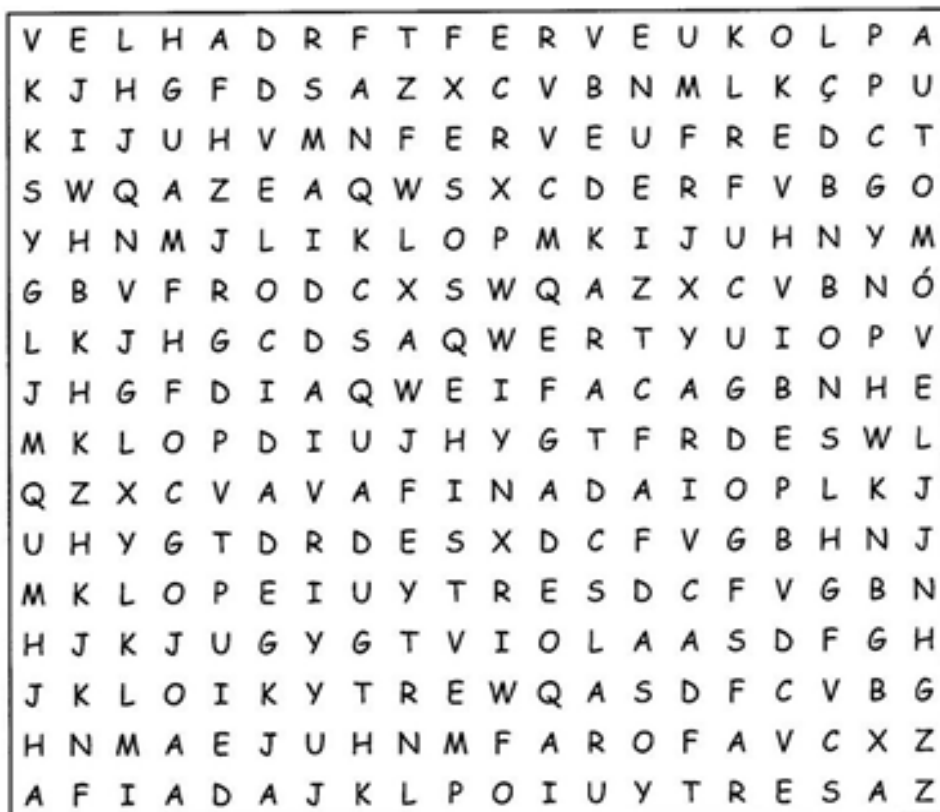 V E L H A D R F T F E R V E U K O L P A
K J H G F D S A Z X C V B N M L K Ç P U
K I J U H V M N F E R V E U F R E D C T
S W Q A Z E A Q W S X C D E R F V B G O
Y H N M J L I K L O P M K I J U H N Y M
G B V F R O D C X S W Q A Z X C V B N Ó
L K J H G C D S A Q W E R T Y U I O P V
J H G F D I A Q W E I F A C A G B N H E
M K L O P D I U J H Y G T F R D E S W L
Q Z X C V A V A F I N A D A I O P L K J
U H Y G T D R D E S X D C F V G B H N J
M K L O P E I U Y T R E S D C F V G B N
H J K J U G Y G T V I O L A A S D F G H
J K L O I K Y T R E W Q A S D F C V B G
H N M A E J U H N M F A R O F A V C X Z
A F I A D A J K L P O I U Y T R E S A Z